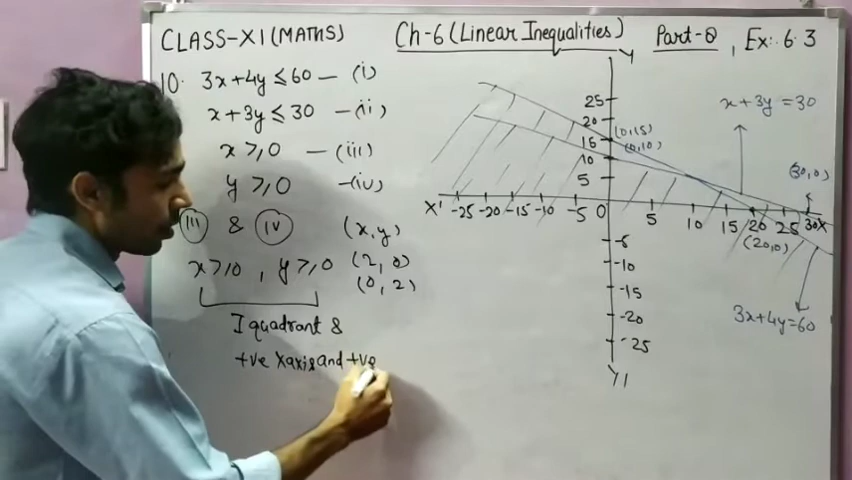 CLASS-XI (MATHS)
Ch-6 (Linear Inequalities)
Part-8, Ex:. 6.3
10. 3x+4y ≤ 60 — (i)
x+3y ≤ 30 — (ii)
x ≥ 0 — (iii)
y ≥ 0 — (iv)
III & IV (x, y)
x ≥ 0, y ≥ 0 (2, 0)
(0, 2)
I quadrant &
+ve X axis and +ve
Y
25
20
15
10
5
(0,15)
(0,10)
x+3y=30
(30,0)
X' -25 -20 -15 -10 -5 0 5 10 15 20 25 30 X
(20,0)
-5
-10
-15
-20
-25
Y'
3x+4y=60